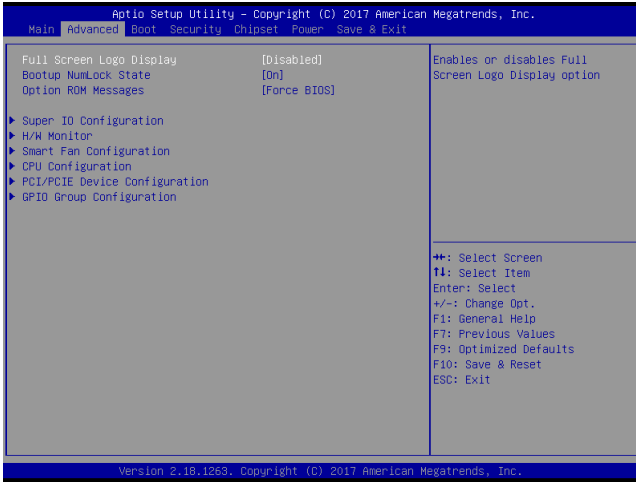 Aptio Setup Utility – Copyright (C) 2017 American Megatrends, Inc.
Main Advanced Boot Security Chipset Power Save & Exit
Full Screen Logo Display [Disabled]
Bootup NumLock State [On]
Option ROM Messages [Force BIOS]
Super IO Configuration
H/W Monitor
Smart Fan Configuration
CPU Configuration
PCI/PCIE Device Configuration
GPIO Group Configuration
Enables or disables Full
Screen Logo Display option
→←: Select Screen
↑↓: Select Item
Enter: Select
+/-: Change Opt.
F1: General Help
F7: Previous Values
F9: Optimized Defaults
F10: Save & Reset
ESC: Exit
Version 2.18.1263. Copyright (C) 2017 American Megatrends, Inc.